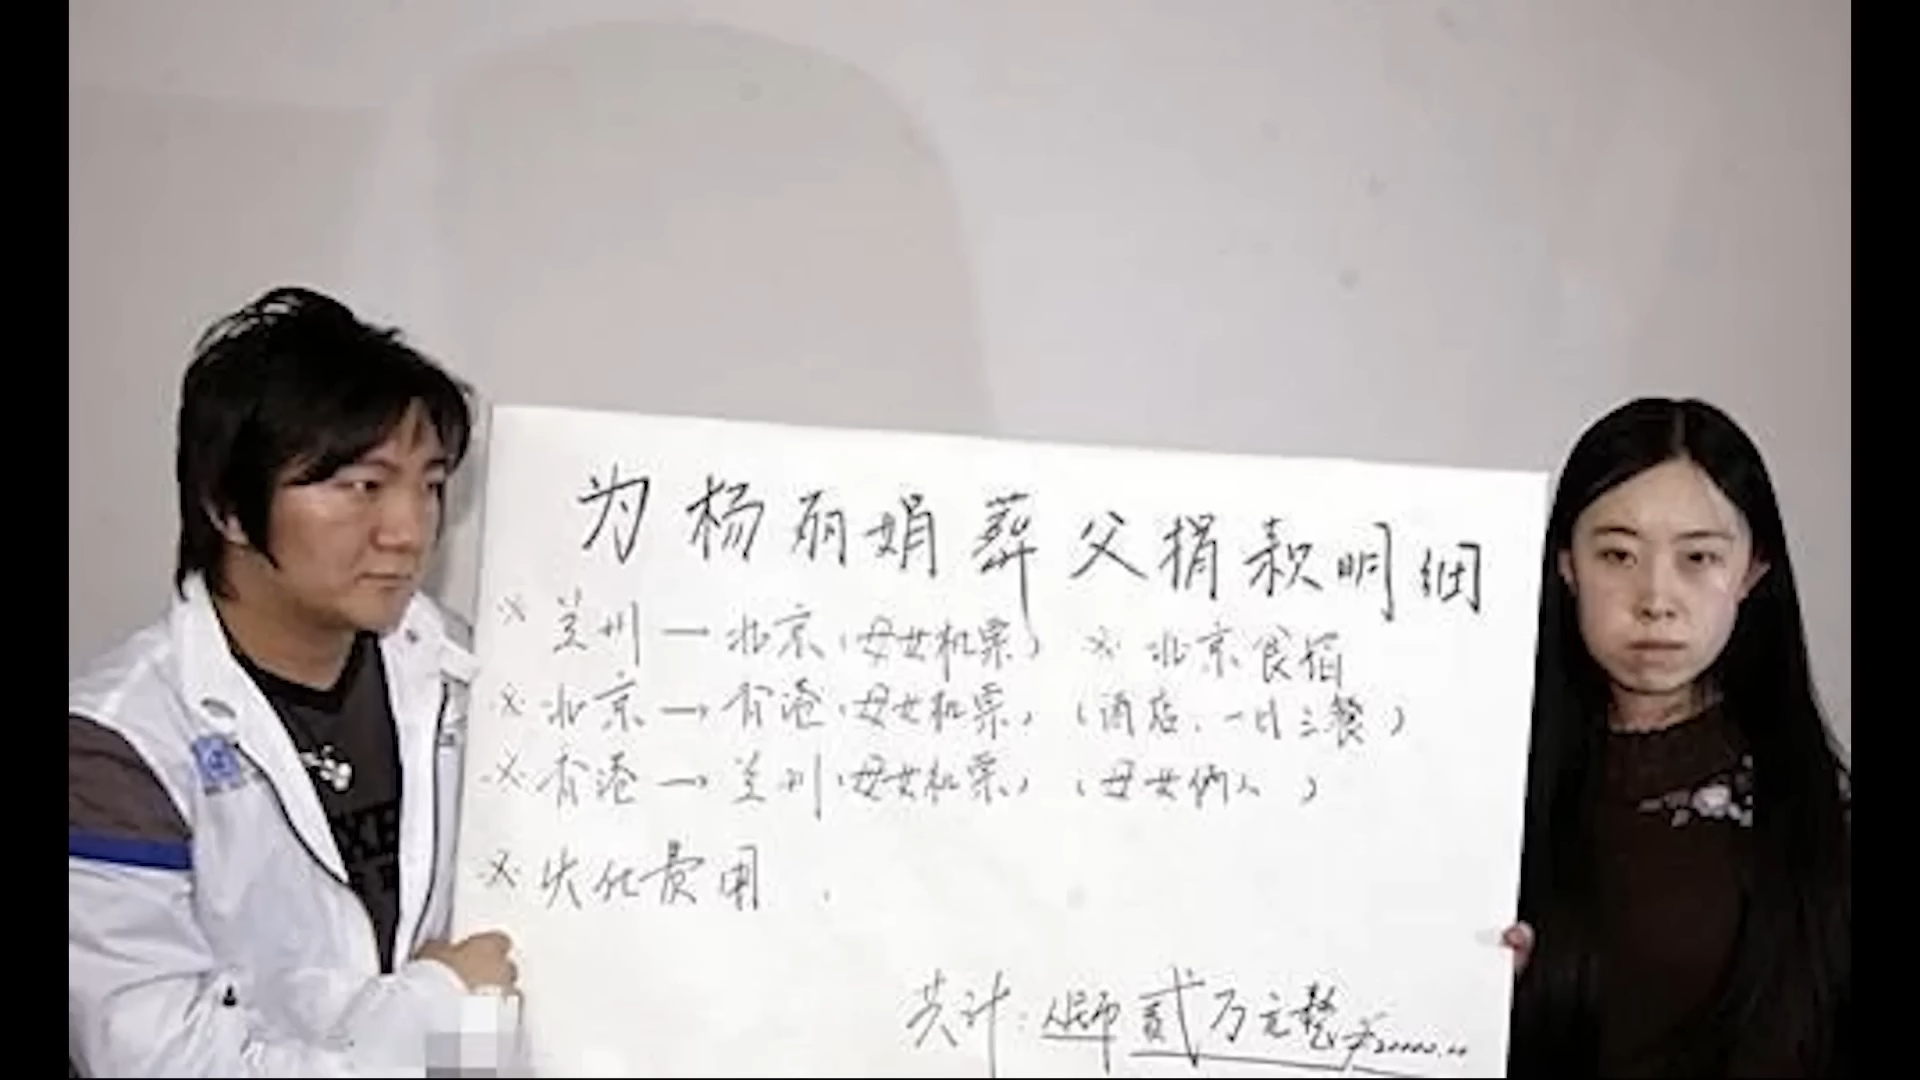 为杨丽娟葬父捐款明细
※ 兰州→北京(母女机票) ※ 北京食宿
※ 北京→香港(母女机票) (酒店、一日三餐)
※ 香港→兰州(母女机票) (母女俩人)
※ 火化费用
共计:人民币贰万元整 ¥20000.00